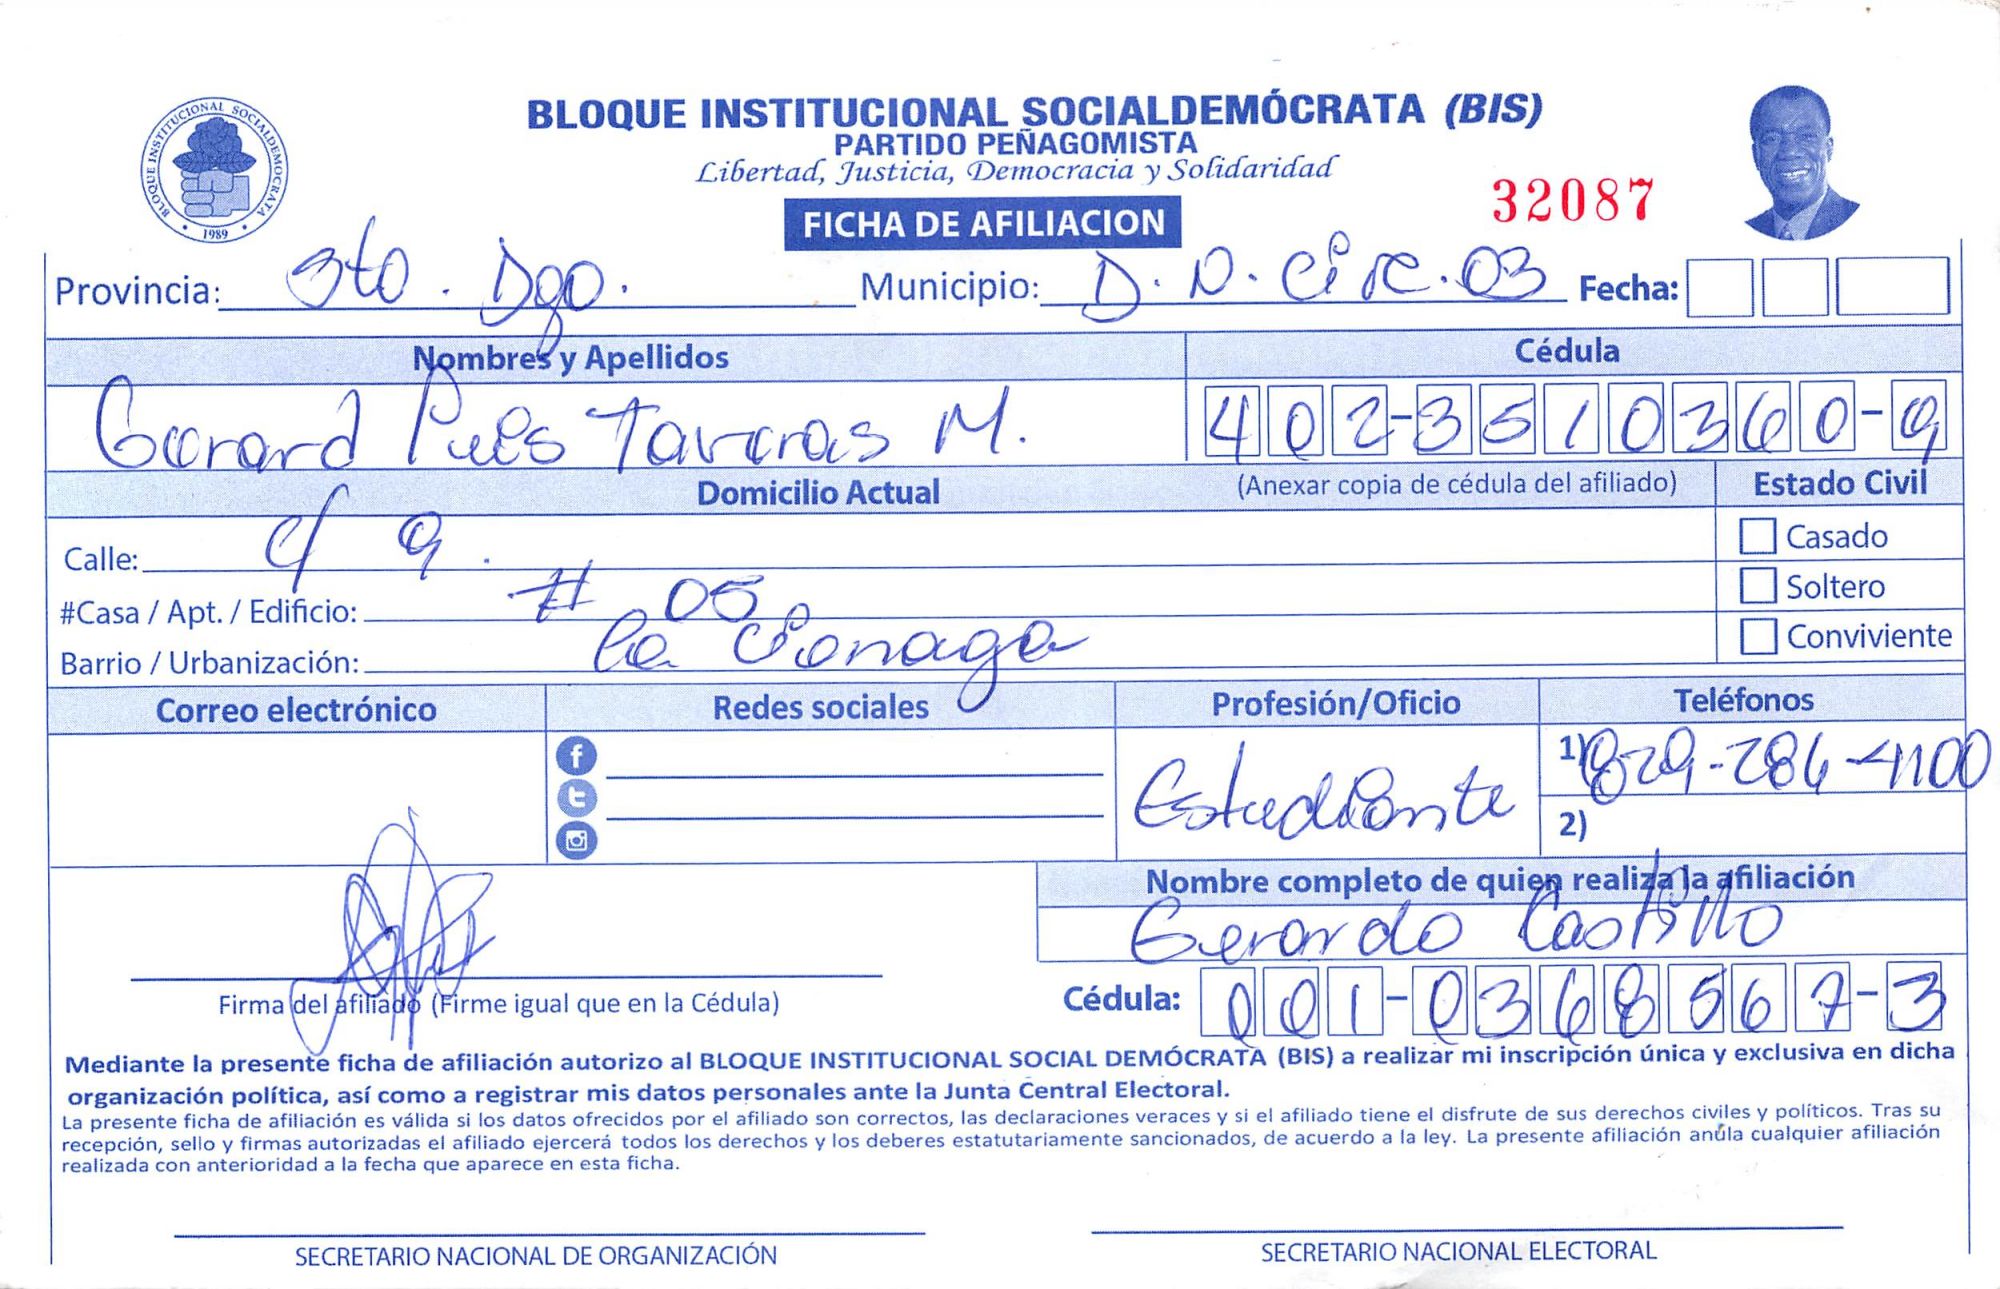 BLOQUE INSTITUCIONAL SOCIALDEMOCRATA
1989
BLOQUE INSTITUCIONAL SOCIALDEMÓCRATA (BIS)
PARTIDO PEÑAGOMISTA
Libertad, Justicia, Democracia y Solidaridad
32087
FICHA DE AFILIACION
Provincia: Sto. Dgo. Municipio: D.N. Circ. 03 Fecha:
Nombres y Apellidos Cédula
Gerard Taveras M. 402-3510360-9
Domicilio Actual (Anexar copia de cédula del afiliado) Estado Civil
Calle: c/ 9. Casado
#Casa / Apt. / Edificio: # 05 Soltero
Barrio / Urbanización: La Cienaga Conviviente
Correo electrónico Redes sociales Profesión/Oficio Teléfonos
Estudiante 1) 829-286-4100
2)
Nombre completo de quien realiza la afiliación
Gerardo Castillo
Firma del afiliado (Firme igual que en la Cédula) Cédula: 001-0368567-3
Mediante la presente ficha de afiliación autorizo al BLOQUE INSTITUCIONAL SOCIAL DEMÓCRATA (BIS) a realizar mi inscripción única y exclusiva en dicha
organización política, así como a registrar mis datos personales ante la Junta Central Electoral.
La presente ficha de afiliación es válida si los datos ofrecidos por el afiliado son correctos, las declaraciones veraces y si el afiliado tiene el disfrute de sus derechos civiles y políticos. Tras su
recepción, sello y firmas autorizadas el afiliado ejercerá todos los derechos y los deberes estatutariamente sancionados, de acuerdo a la ley. La presente afiliación anula cualquier afiliación
realizada con anterioridad a la fecha que aparece en esta ficha.
SECRETARIO NACIONAL DE ORGANIZACIÓN SECRETARIO NACIONAL ELECTORAL